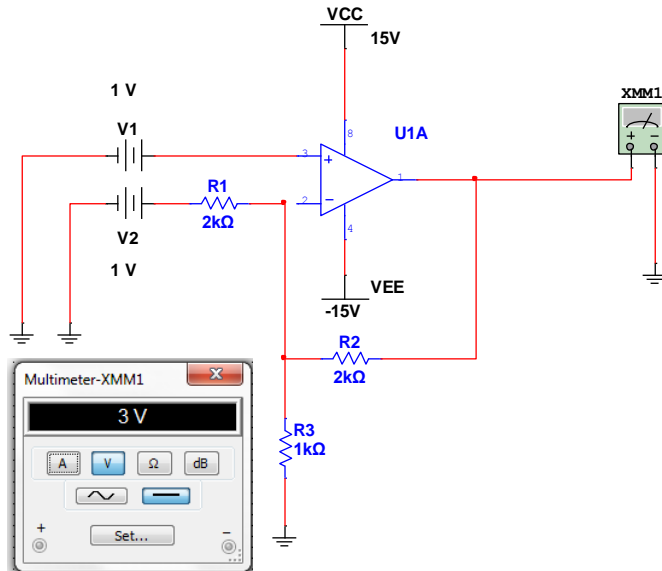 VCC
15V
XMM1
1 V
8
U1A
V1
3
+
+ −
1
R1
2
−
2kΩ
V2
4
1 V
VEE
-15V
R2
2kΩ
Multimeter-XMM1
x
3 V
R3
1kΩ
A V Ω dB
+ Set... −